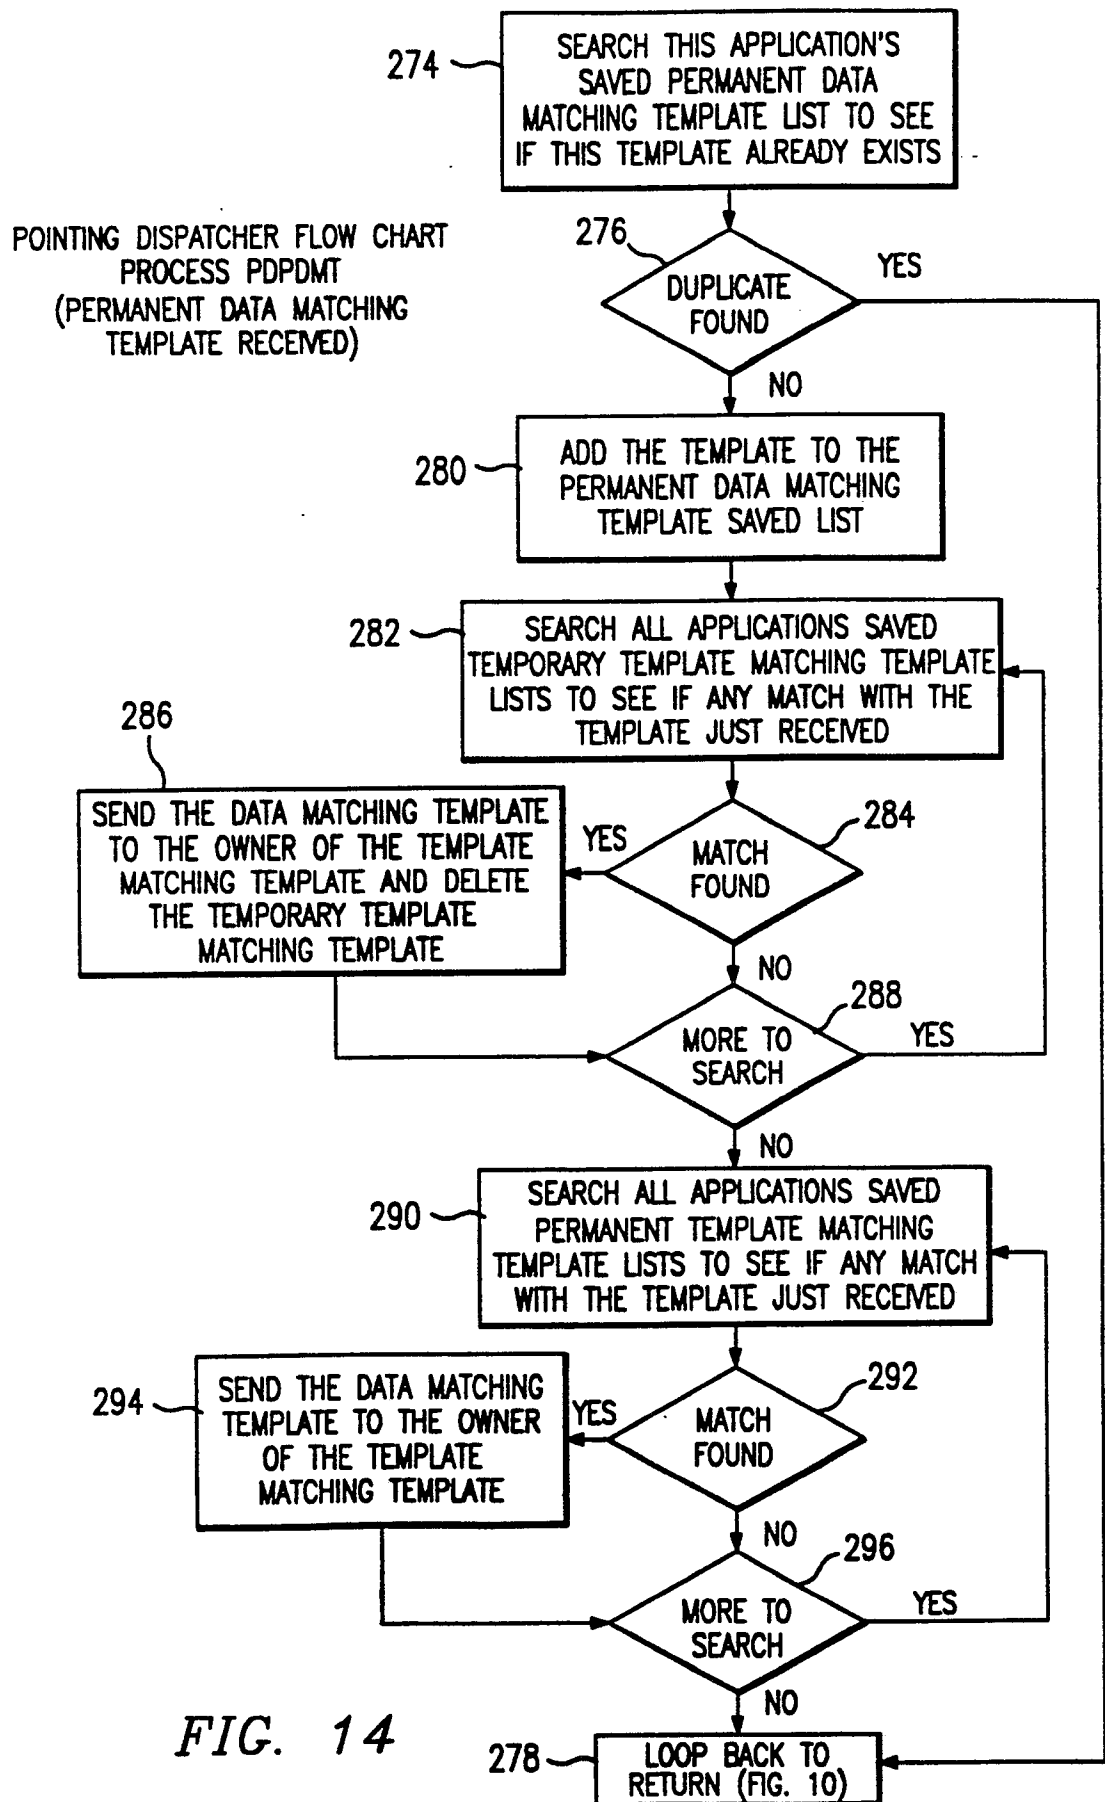 274
SEARCH THIS APPLICATION'S
SAVED PERMANENT DATA
MATCHING TEMPLATE LIST TO SEE
IF THIS TEMPLATE ALREADY EXISTS
POINTING DISPATCHER FLOW CHART
PROCESS PDPDMT
(PERMANENT DATA MATCHING
TEMPLATE RECEIVED)
276
DUPLICATE
FOUND
YES
NO
280
ADD THE TEMPLATE TO THE
PERMANENT DATA MATCHING
TEMPLATE SAVED LIST
282
SEARCH ALL APPLICATIONS SAVED
TEMPORARY TEMPLATE MATCHING TEMPLATE
LISTS TO SEE IF ANY MATCH WITH THE
TEMPLATE JUST RECEIVED
286
SEND THE DATA MATCHING TEMPLATE
TO THE OWNER OF THE TEMPLATE
MATCHING TEMPLATE AND DELETE
THE TEMPORARY TEMPLATE
MATCHING TEMPLATE
YES
284
MATCH
FOUND
NO
288
MORE TO
SEARCH
YES
NO
290
SEARCH ALL APPLICATIONS SAVED
PERMANENT TEMPLATE MATCHING
TEMPLATE LISTS TO SEE IF ANY MATCH
WITH THE TEMPLATE JUST RECEIVED
294
SEND THE DATA MATCHING
TEMPLATE TO THE OWNER
OF THE TEMPLATE
MATCHING TEMPLATE
YES
292
MATCH
FOUND
NO
296
MORE TO
SEARCH
YES
NO
FIG. 14
278
LOOP BACK TO
RETURN (FIG. 10)